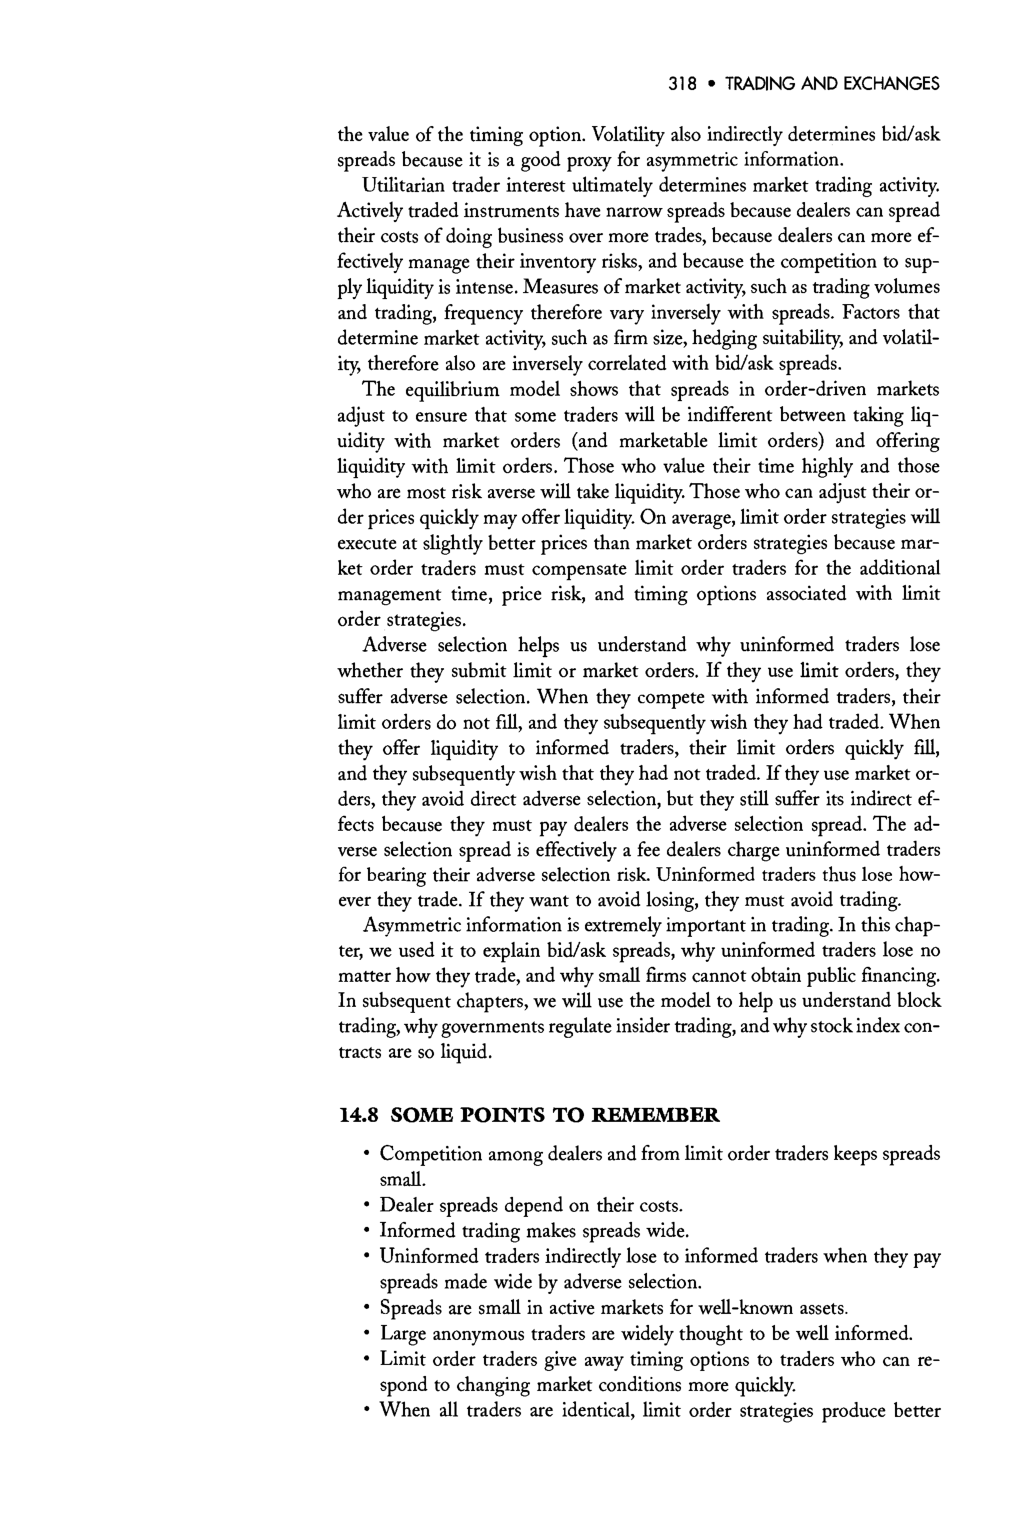 318 • TRADING AND EXCHANGES
the value of the timing option. Volatility also indirectly determines bid/ask
spreads because it is a good proxy for asymmetric information.
Utilitarian trader interest ultimately determines market trading activity.
Actively traded instruments have narrow spreads because dealers can spread
their costs of doing business over more trades, because dealers can more ef-
fectively manage their inventory risks, and because the competition to sup-
ply liquidity is intense. Measures of market activity, such as trading volumes
and trading, frequency therefore vary inversely with spreads. Factors that
determine market activity, such as firm size, hedging suitability, and volatil-
ity, therefore also are inversely correlated with bid/ask spreads.
The equilibrium model shows that spreads in order-driven markets
adjust to ensure that some traders will be indifferent between taking liq-
uidity with market orders (and marketable limit orders) and offering
liquidity with limit orders. Those who value their time highly and those
who are most risk averse will take liquidity. Those who can adjust their or-
der prices quickly may offer liquidity. On average, limit order strategies will
execute at slightly better prices than market orders strategies because mar-
ket order traders must compensate limit order traders for the additional
management time, price risk, and timing options associated with limit
order strategies.
Adverse selection helps us understand why uninformed traders lose
whether they submit limit or market orders. If they use limit orders, they
suffer adverse selection. When they compete with informed traders, their
limit orders do not fill, and they subsequently wish they had traded. When
they offer liquidity to informed traders, their limit orders quickly fill,
and they subsequently wish that they had not traded. If they use market or-
ders, they avoid direct adverse selection, but they still suffer its indirect ef-
fects because they must pay dealers the adverse selection spread. The ad-
verse selection spread is effectively a fee dealers charge uninformed traders
for bearing their adverse selection risk. Uninformed traders thus lose how-
ever they trade. If they want to avoid losing, they must avoid trading.
Asymmetric information is extremely important in trading. In this chap-
ter, we used it to explain bid/ask spreads, why uninformed traders lose no
matter how they trade, and why small firms cannot obtain public financing.
In subsequent chapters, we will use the model to help us understand block
trading, why governments regulate insider trading, and why stock index con-
tracts are so liquid.
14.8 SOME POINTS TO REMEMBER
• Competition among dealers and from limit order traders keeps spreads
small.
• Dealer spreads depend on their costs.
• Informed trading makes spreads wide.
• Uninformed traders indirectly lose to informed traders when they pay
spreads made wide by adverse selection.
• Spreads are small in active markets for well-known assets.
• Large anonymous traders are widely thought to be well informed.
• Limit order traders give away timing options to traders who can re-
spond to changing market conditions more quickly.
• When all traders are identical, limit order strategies produce better